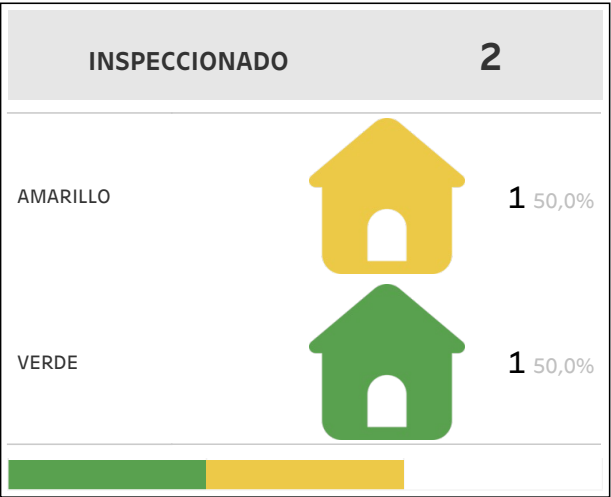 INSPECCIONADO 2
AMARILLO 1 50,0%
VERDE 1 50,0%